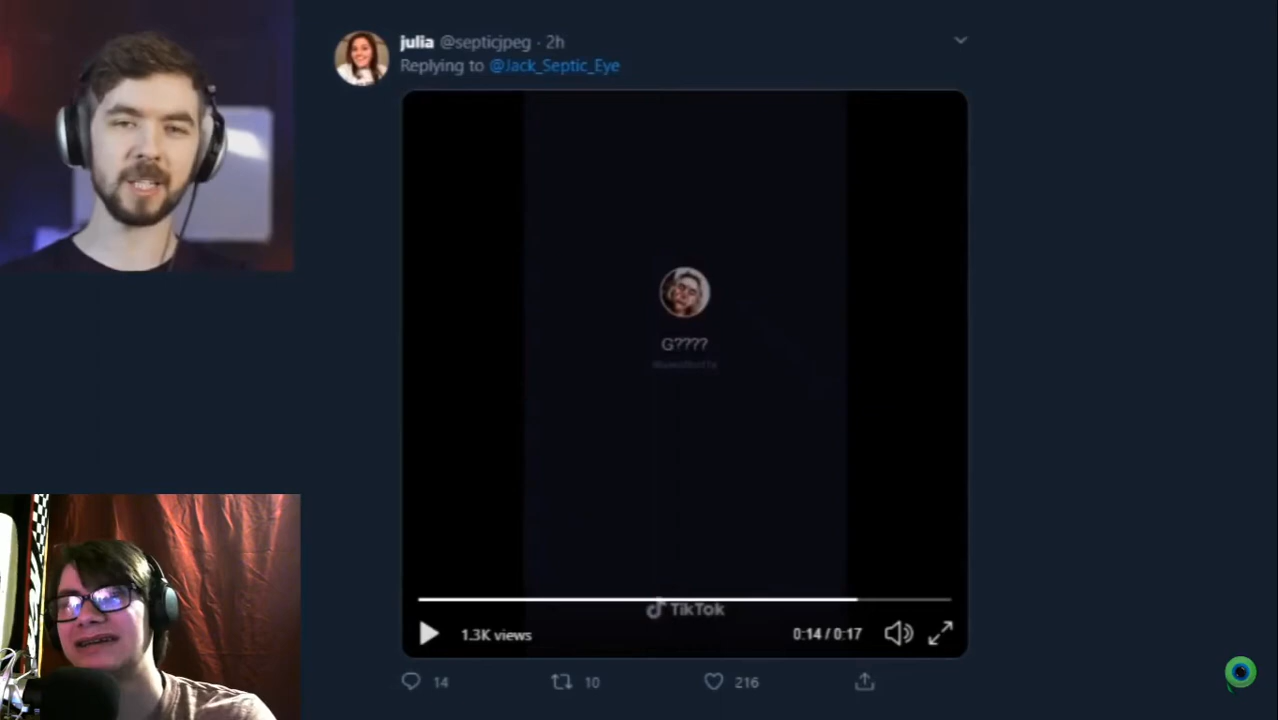 julia @septicjpeg · 2h
Replying to @Jack_Septic_Eye
G????
TikTok
1.3K views
0:14 / 0:17
14
10
216